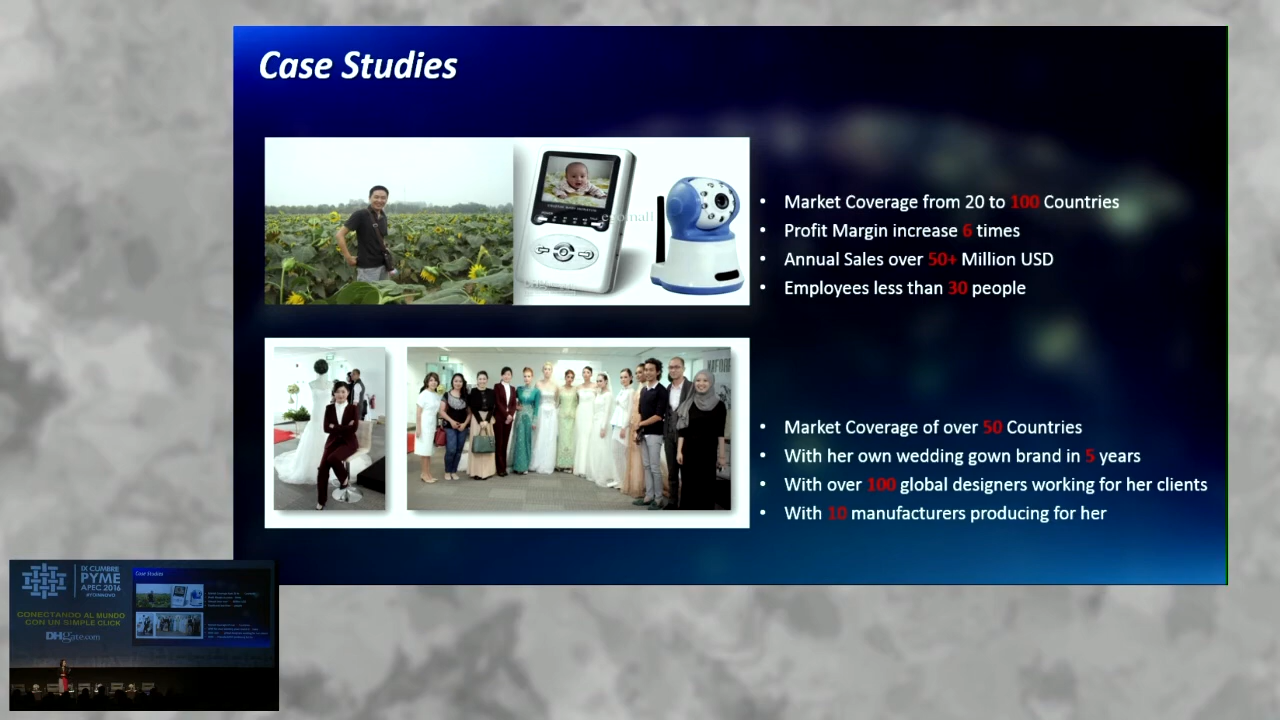 Case Studies
• Market Coverage from 20 to 100 Countries
• Profit Margin increase 6 times
• Annual Sales over 50+ Million USD
• Employees less than 30 people
• Market Coverage of over 50 Countries
• With her own wedding gown brand in 5 years
• With over 100 global designers working for her clients
• With 10 manufacturers producing for her
IX CUMBRE
PYME
APEC 2016
#YOINNOVO
CONECTANDO AL MUNDO
CON UN SIMPLE CLICK
DHgate.com
Case Studies